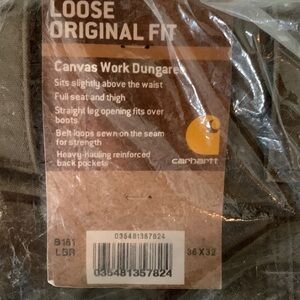 LOOSE
ORIGINAL FIT
Canvas Work Dungaree
Sits slightly above the waist
Full seat and thigh
Straight leg opening fits over
boots
Belt loops sewn on the seam
for strength
Heavy-hauling reinforced
back pockets
carhartt
035481357824
B151
LBR
36 X 32
035481357824